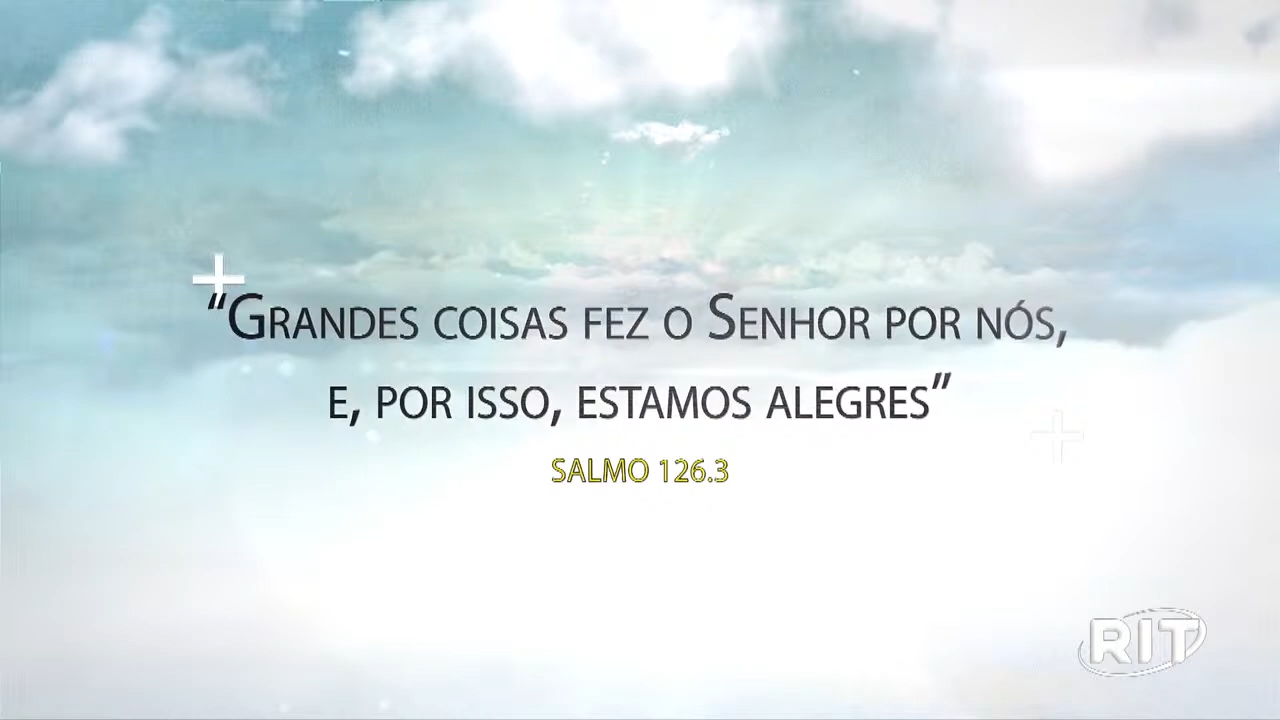 “Grandes coisas fez o Senhor por nós,
e, por isso, estamos alegres”
SALMO 126.3
RIT